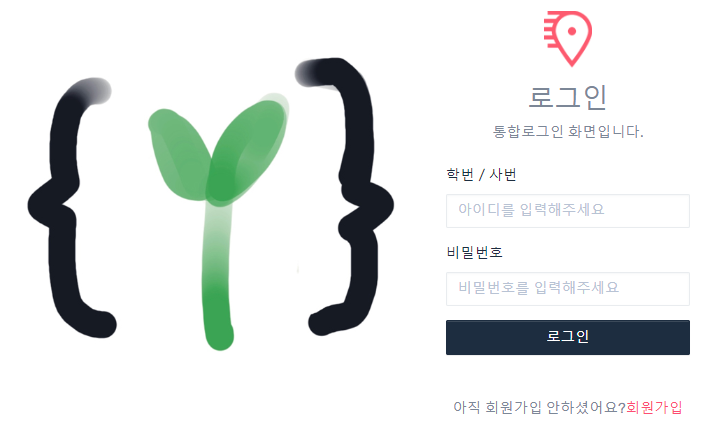 로그인
통합로그인 화면입니다.
학번 / 사번
아이디를 입력해주세요
비밀번호
비밀번호를 입력해주세요
로그인
아직 회원가입 안하셨어요?회원가입